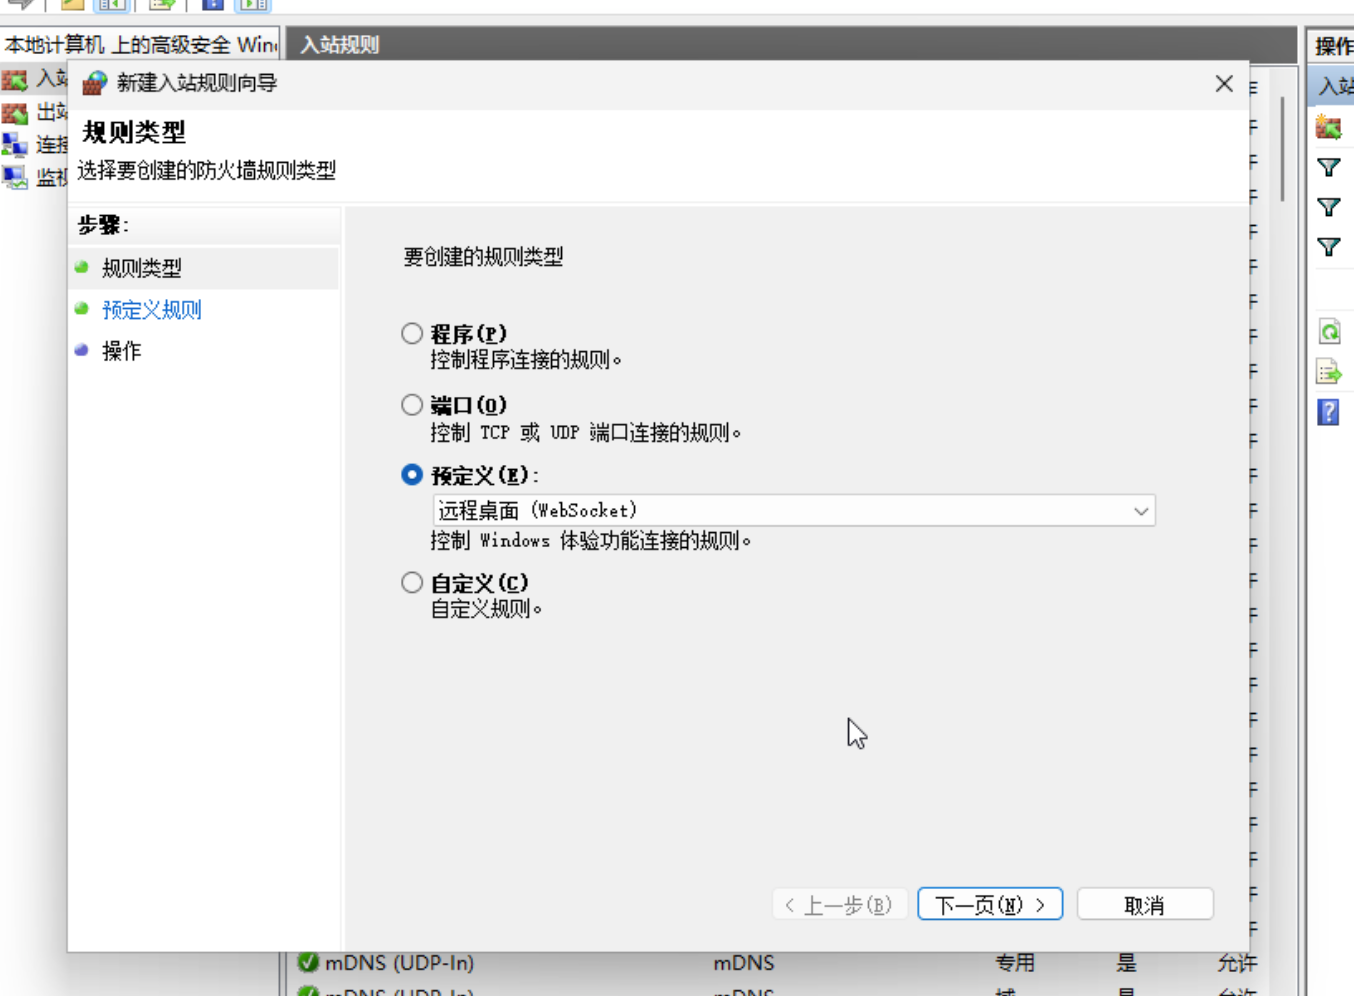 本地计算机 上的高级安全 Win
入站规则
操作
入站
出站
连接
监视
新建入站规则向导
规则类型
选择要创建的防火墙规则类型
步骤:
规则类型
预定义规则
操作
要创建的规则类型
程序(P)
控制程序连接的规则。
端口(O)
控制 TCP 或 UDP 端口连接的规则。
预定义(E):
远程桌面 (WebSocket)
控制 Windows 体验功能连接的规则。
自定义(C)
自定义规则。
< 上一步(B)
下一页(N) >
取消
mDNS (UDP-In) mDNS 专用 是 允许